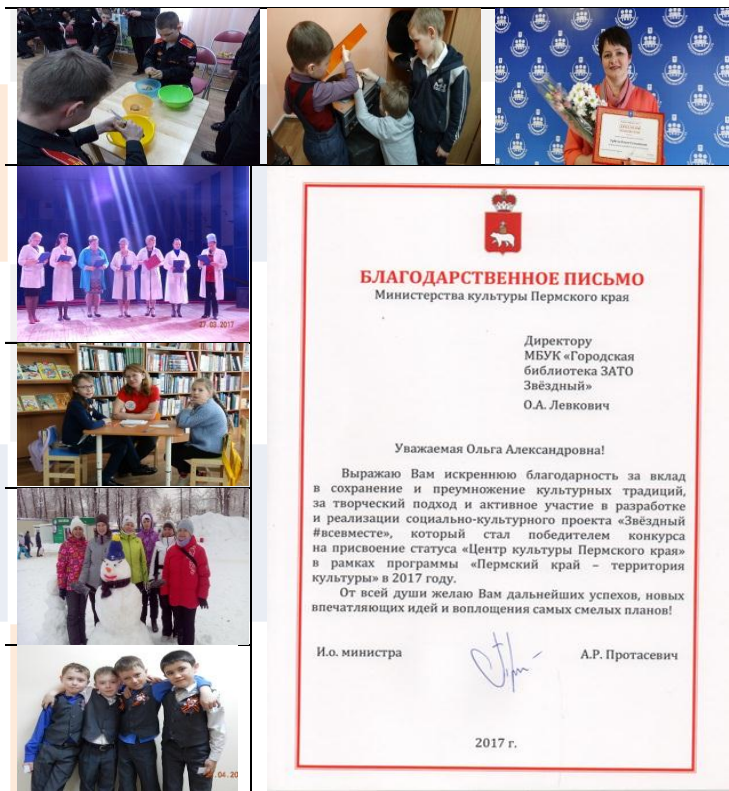 27 03 2017
БЛАГОДАРСТВЕННОЕ ПИСЬМО
Министерства культуры Пермского края
Директору
МБУК «Городская
библиотека ЗАТО
Звёздный»
О.А. Левкович
Уважаемая Ольга Александровна!
Выражаю Вам искреннюю благодарность за вклад
в сохранение и преумножение культурных традиций,
за творческий подход и активное участие в разработке
и реализации социально-культурного проекта «Звёздный
#всевместе», который стал победителем конкурса
на присвоение статуса «Центр культуры Пермского края»
в рамках программы «Пермский край – территория
культуры» в 2017 году.
От всей души желаю Вам дальнейших успехов, новых
впечатляющих идей и воплощения самых смелых планов!
И.о. министра
А.Р. Протасевич
2017 г.